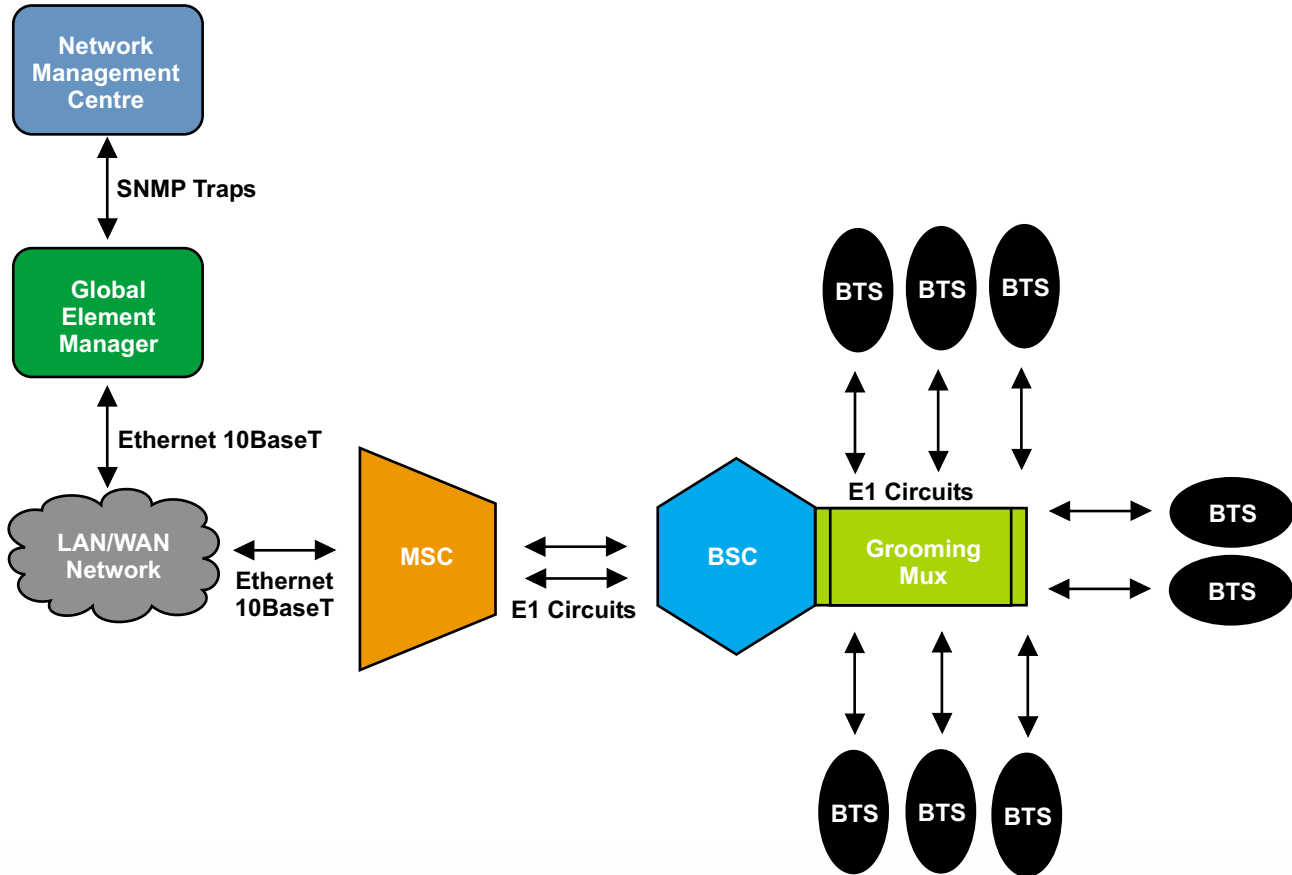 Network
Management
Centre
SNMP Traps
Global
Element
Manager
Ethernet 10BaseT
LAN/WAN
Network
Ethernet
10BaseT
MSC
E1 Circuits
BSC
Grooming
Mux
E1 Circuits
BTS
BTS
BTS
BTS
BTS
BTS
BTS
BTS